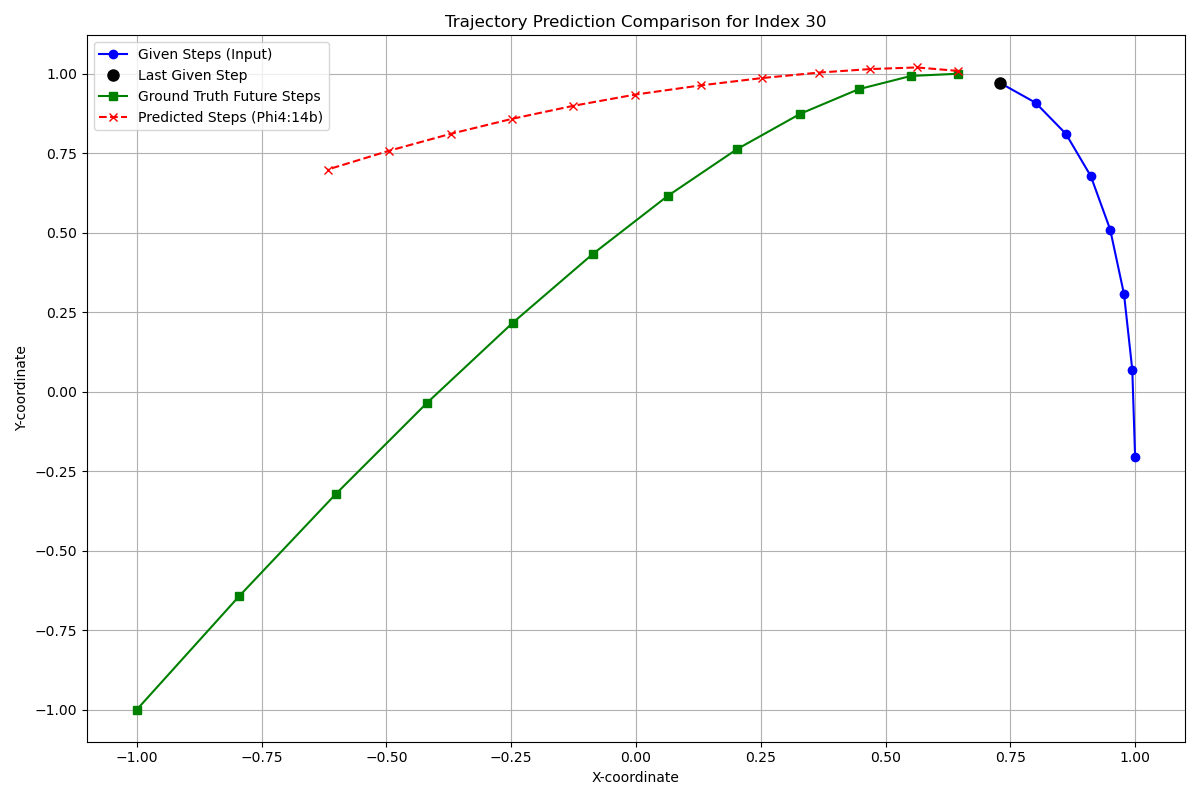 Trajectory Prediction Comparison for Index 30
Given Steps (Input)
Last Given Step
Ground Truth Future Steps
Predicted Steps (Phi4:14b)
1.00
0.75
0.50
0.25
0.00
−0.25
−0.50
−0.75
−1.00
Y-coordinate
−1.00 −0.75 −0.50 −0.25 0.00 0.25 0.50 0.75 1.00
X-coordinate